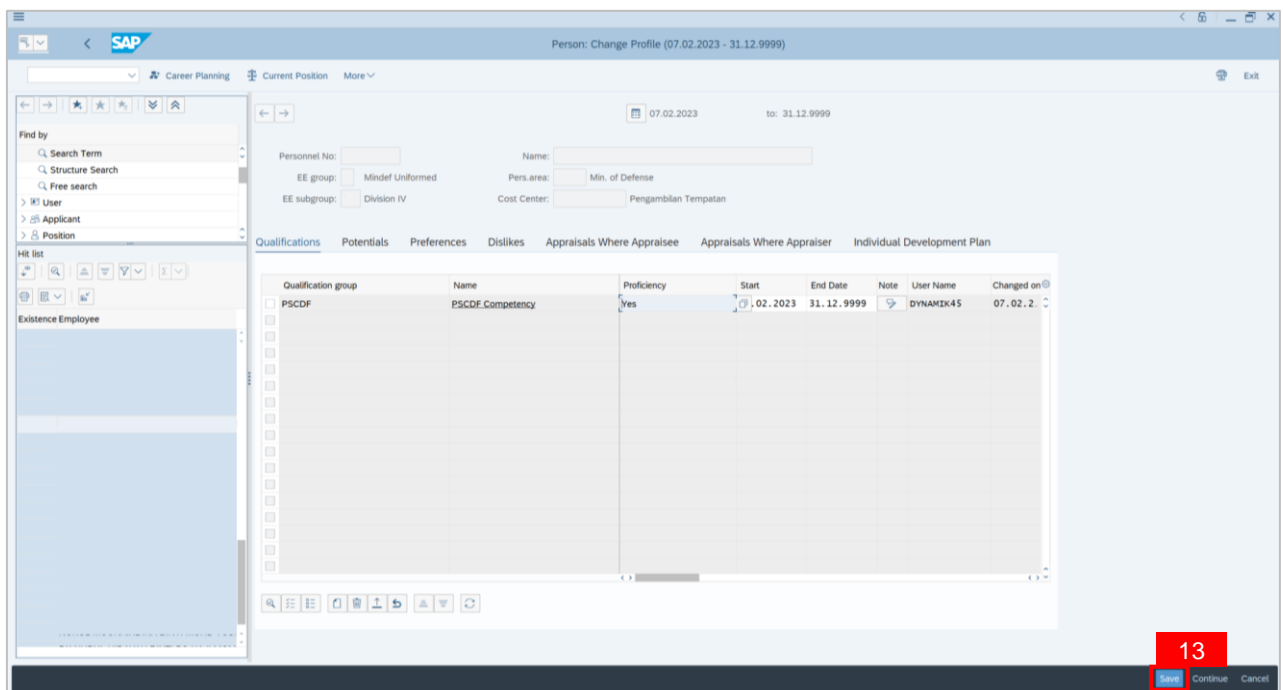 SAP
Person: Change Profile (07.02.2023 - 31.12.9999)
Career Planning Current Position More Exit
07.02.2023 to: 31.12.9999
Find by
Search Term
Structure Search
Free search
User
Applicant
Position
Personnel No: Name:
EE group: Mindef Uniformed Pers.area: Min. of Defense
EE subgroup: Division IV Cost Center: Pengambilan Tempatan
Qualifications Potentials Preferences Dislikes Appraisals Where Appraisee Appraisals Where Appraiser Individual Development Plan
Hit list
Existence Employee
Qualification group Name Proficiency Start End Date Note User Name Changed on
PSCDF PSCDF Competency Yes .02.2023 31.12.9999 DYNAMIK45 07.02.2
13
Save Continue Cancel